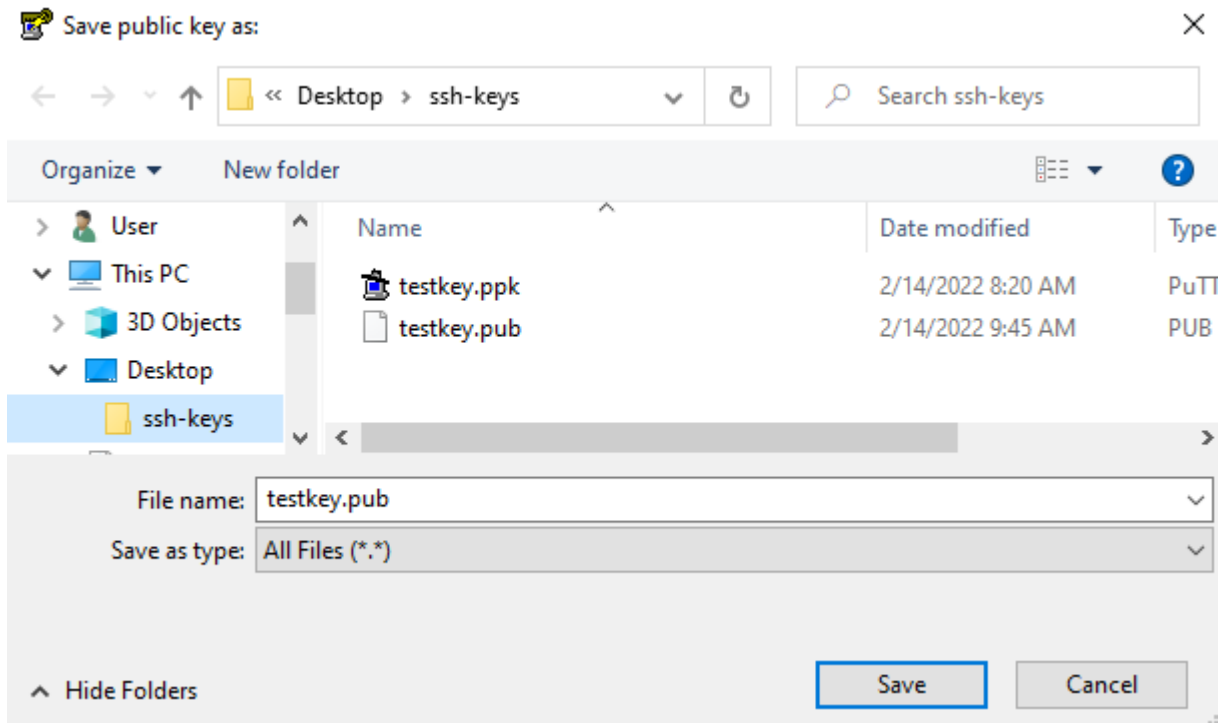 Save public key as:
« Desktop > ssh-keys
Search ssh-keys
Organize
New folder
Name
Date modified
Type
User
This PC
3D Objects
Desktop
ssh-keys
testkey.ppk
2/14/2022 8:20 AM
PuTT
testkey.pub
2/14/2022 9:45 AM
PUB
File name:
testkey.pub
Save as type:
All Files (*.*)
Hide Folders
Save
Cancel